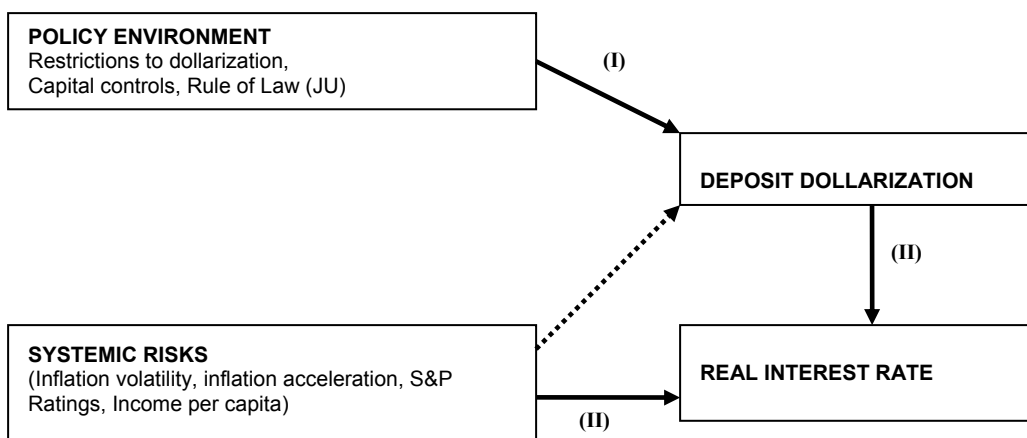 POLICY ENVIRONMENT
Restrictions to dollarization,
Capital controls, Rule of Law (JU)
(I)
DEPOSIT DOLLARIZATION
(II)
SYSTEMIC RISKS
(Inflation volatility, inflation acceleration, S&P
Ratings, Income per capita)
REAL INTEREST RATE
(II)